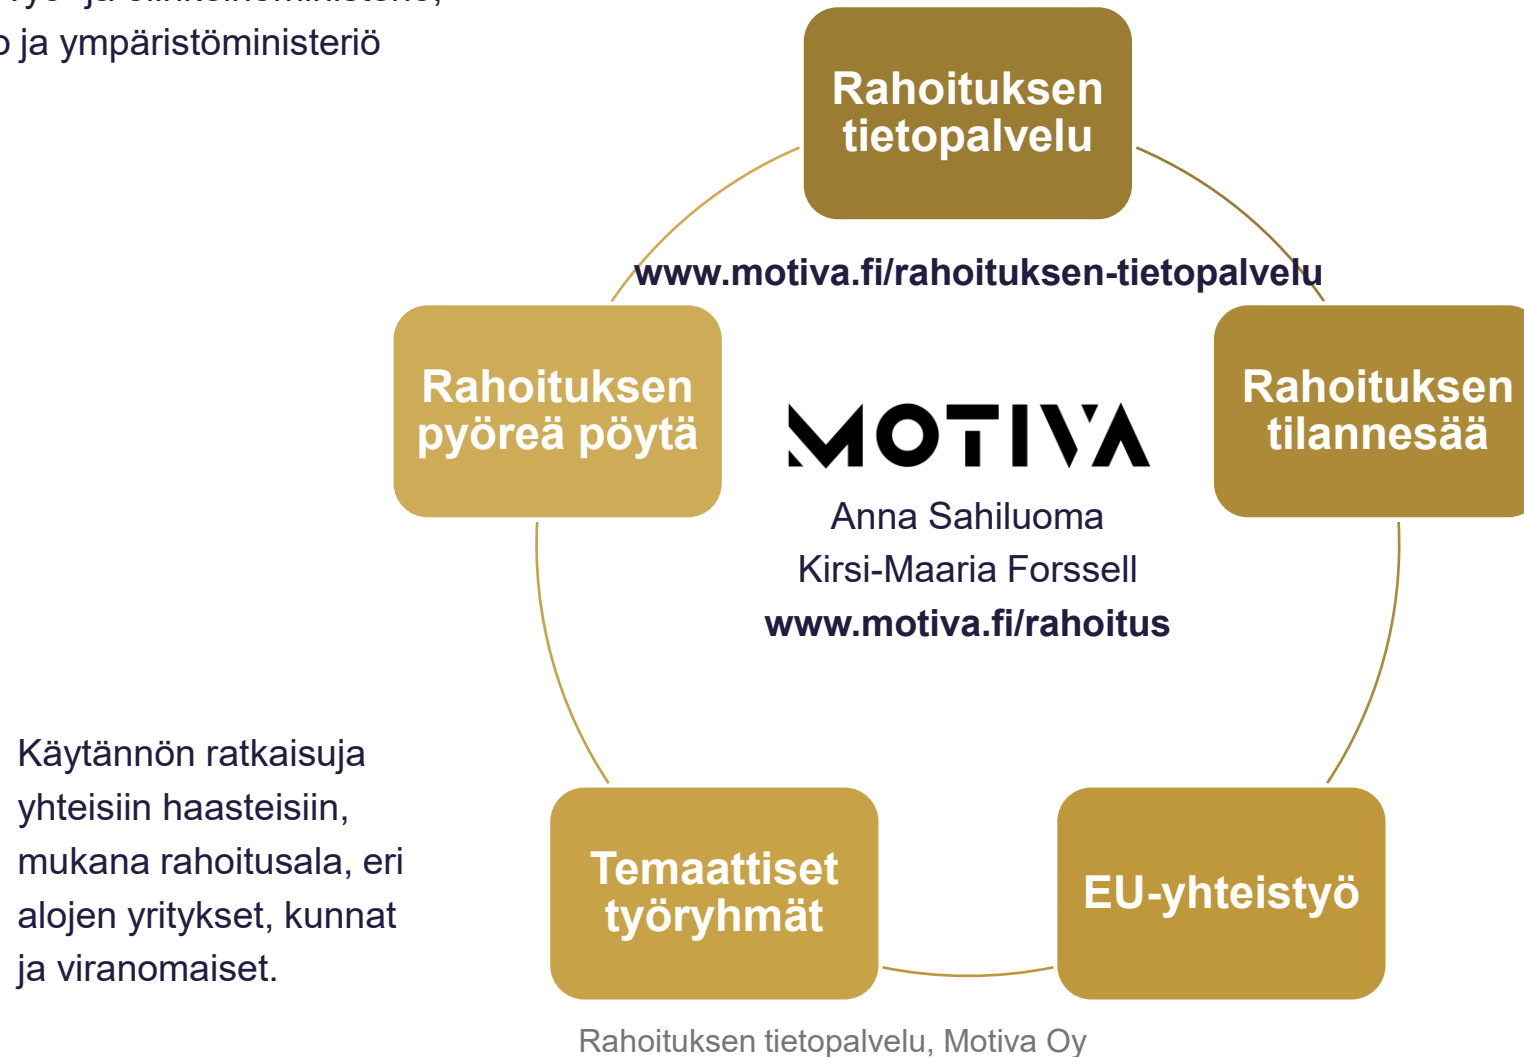 ja ympäristöministeriö
Rahoituksen
tietopalvelu
www.motiva.fi/rahoituksen-tietopalvelu
Rahoituksen
pyöreä pöytä
Rahoituksen
tilannesää
MOTIVA
Anna Sahiluoma
Kirsi-Maaria Forssell
www.motiva.fi/rahoitus
Käytännön ratkaisuja
yhteisiin haasteisiin,
mukana rahoitusala, eri
alojen yritykset, kunnat
ja viranomaiset.
Temaattiset
työryhmät
EU-yhteistyö
Rahoituksen tietopalvelu, Motiva Oy